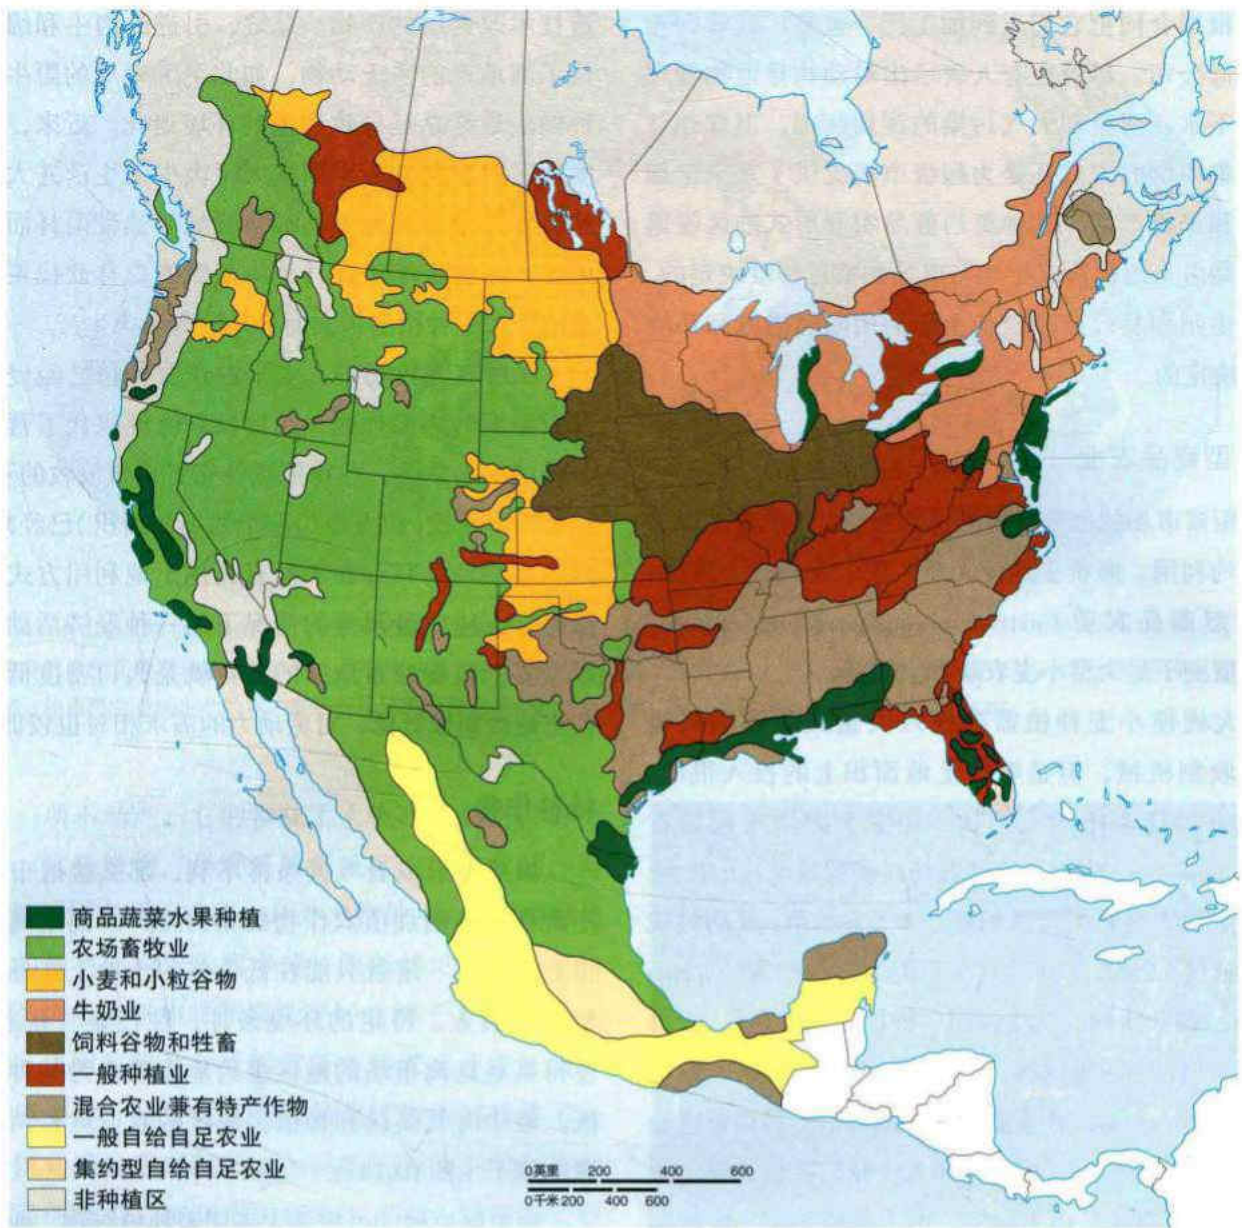 商品蔬菜水果种植
农场畜牧业
小麦和小粒谷物
牛奶业
饲料谷物和牲畜
一般种植业
混合农业兼有特产作物
一般自给自足农业
集约型自给自足农业
非种植区
0英里 200 400 600
0千米200 400 600